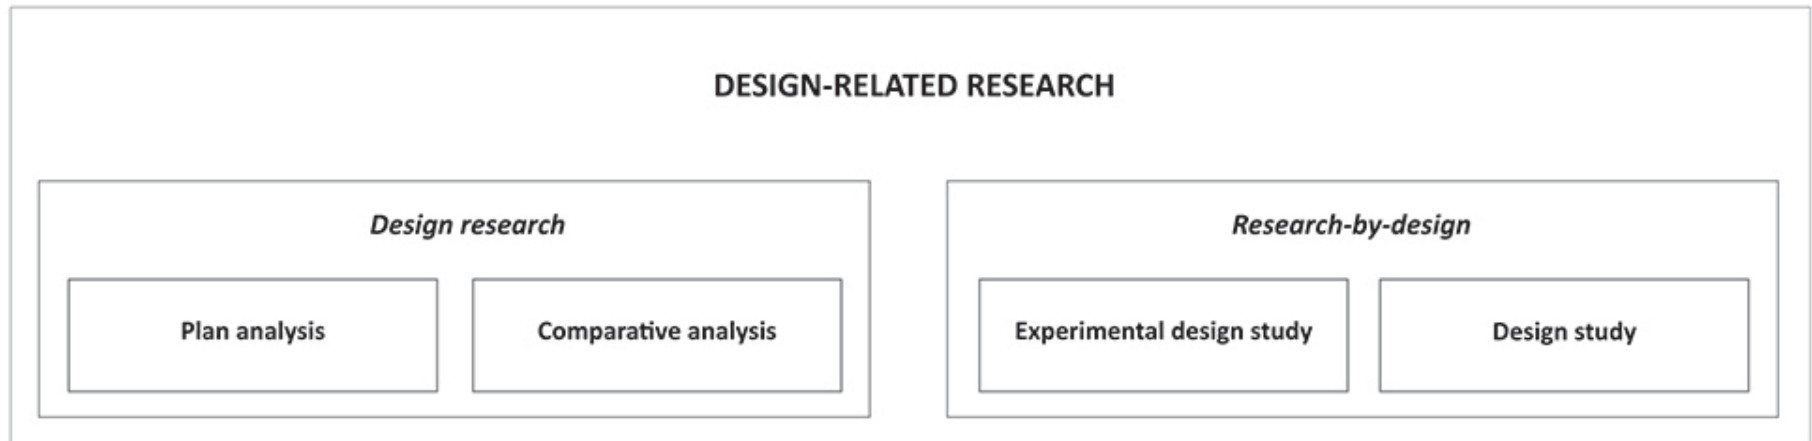 DESIGN-RELATED RESEARCH
Design research
Research-by-design
Plan analysis
Comparative analysis
Experimental design study
Design study